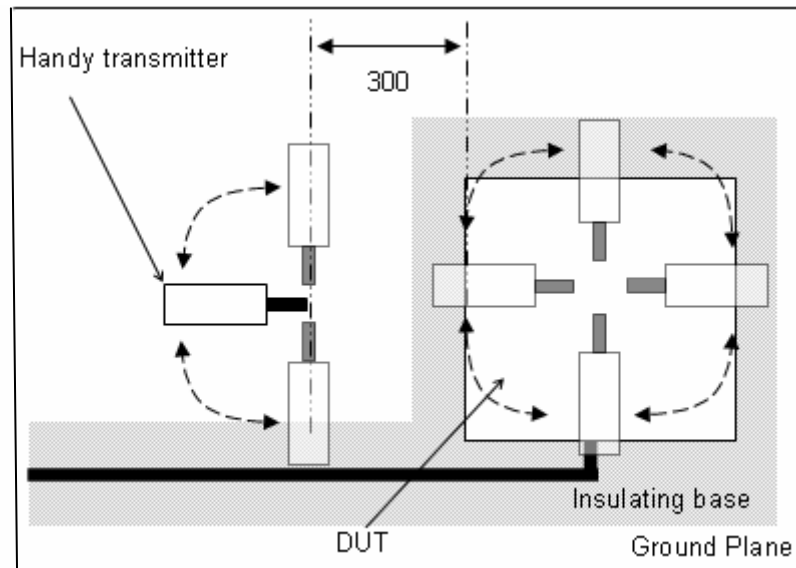 Handy transmitter
300
Insulating base
DUT
Ground Plane